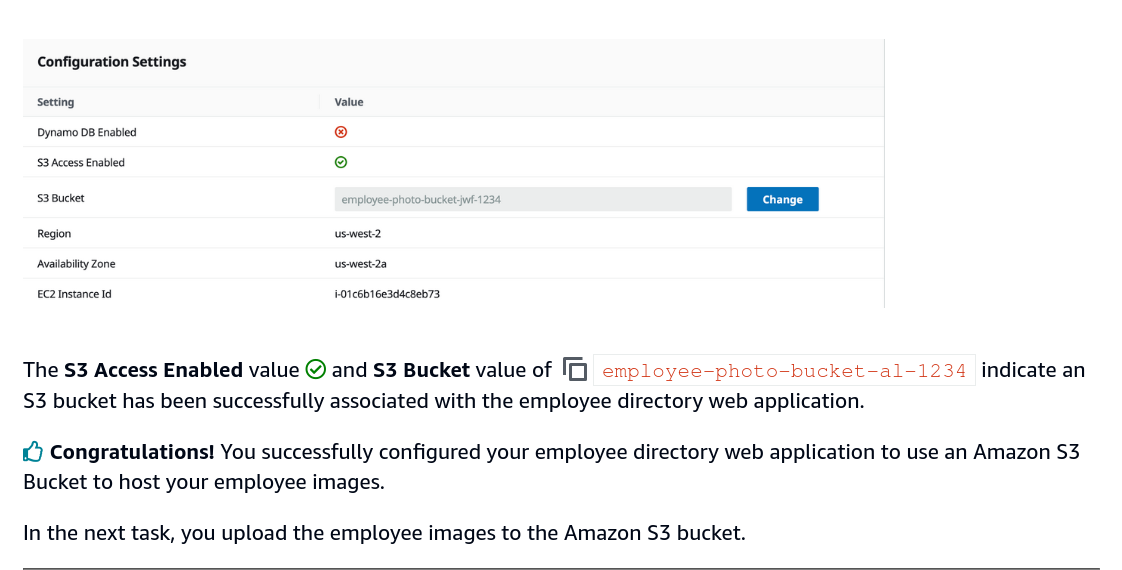 Configuration Settings
Setting Value
Dynamo DB Enabled
S3 Access Enabled
S3 Bucket employee-photo-bucket-jwf-1234 Change
Region us-west-2
Availability Zone us-west-2a
EC2 Instance Id i-01c6b16e3d4c8eb73
The S3 Access Enabled value and S3 Bucket value of employee-photo-bucket-al-1234 indicate an
S3 bucket has been successfully associated with the employee directory web application.
Congratulations! You successfully configured your employee directory web application to use an Amazon S3
Bucket to host your employee images.
In the next task, you upload the employee images to the Amazon S3 bucket.